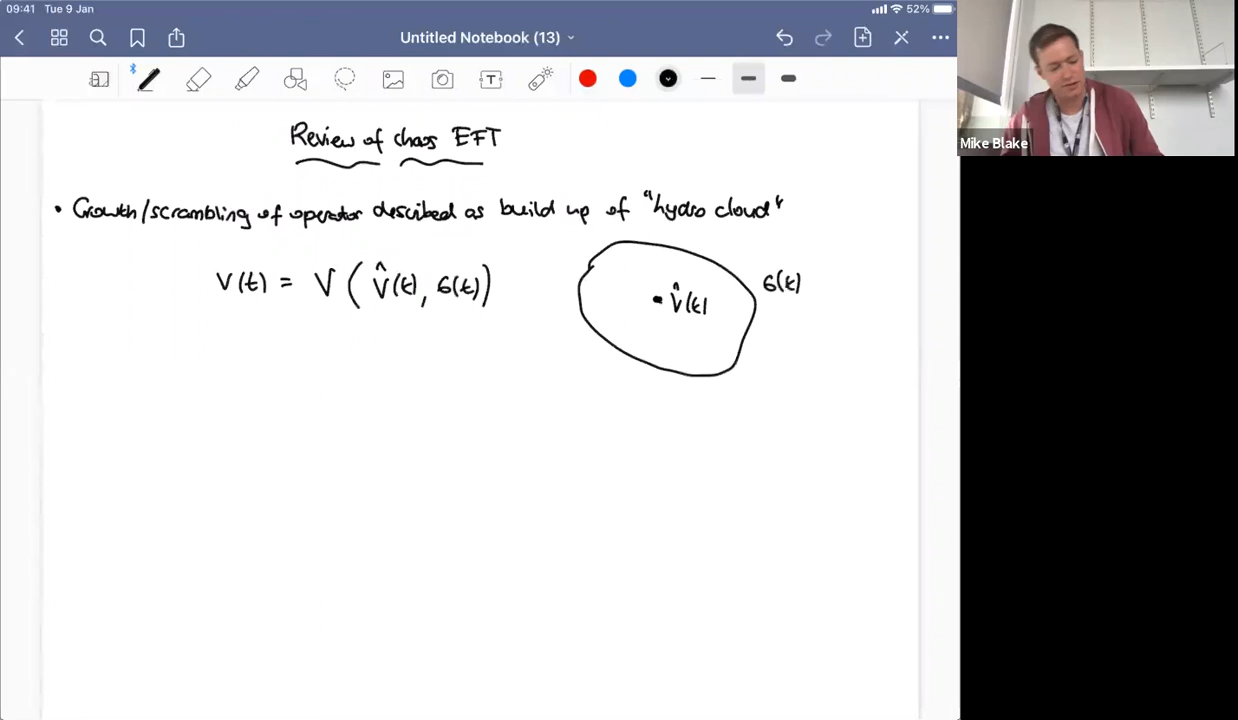 09:41 Tue 9 Jan
52%
Untitled Notebook (13)
T
Mike Blake
Review of chaos EFT
• Growth/scrambling of operator described as build up of "hydro cloud"
V(t) = V ( V̂(t), σ(t))
V̂(t)
σ(t)